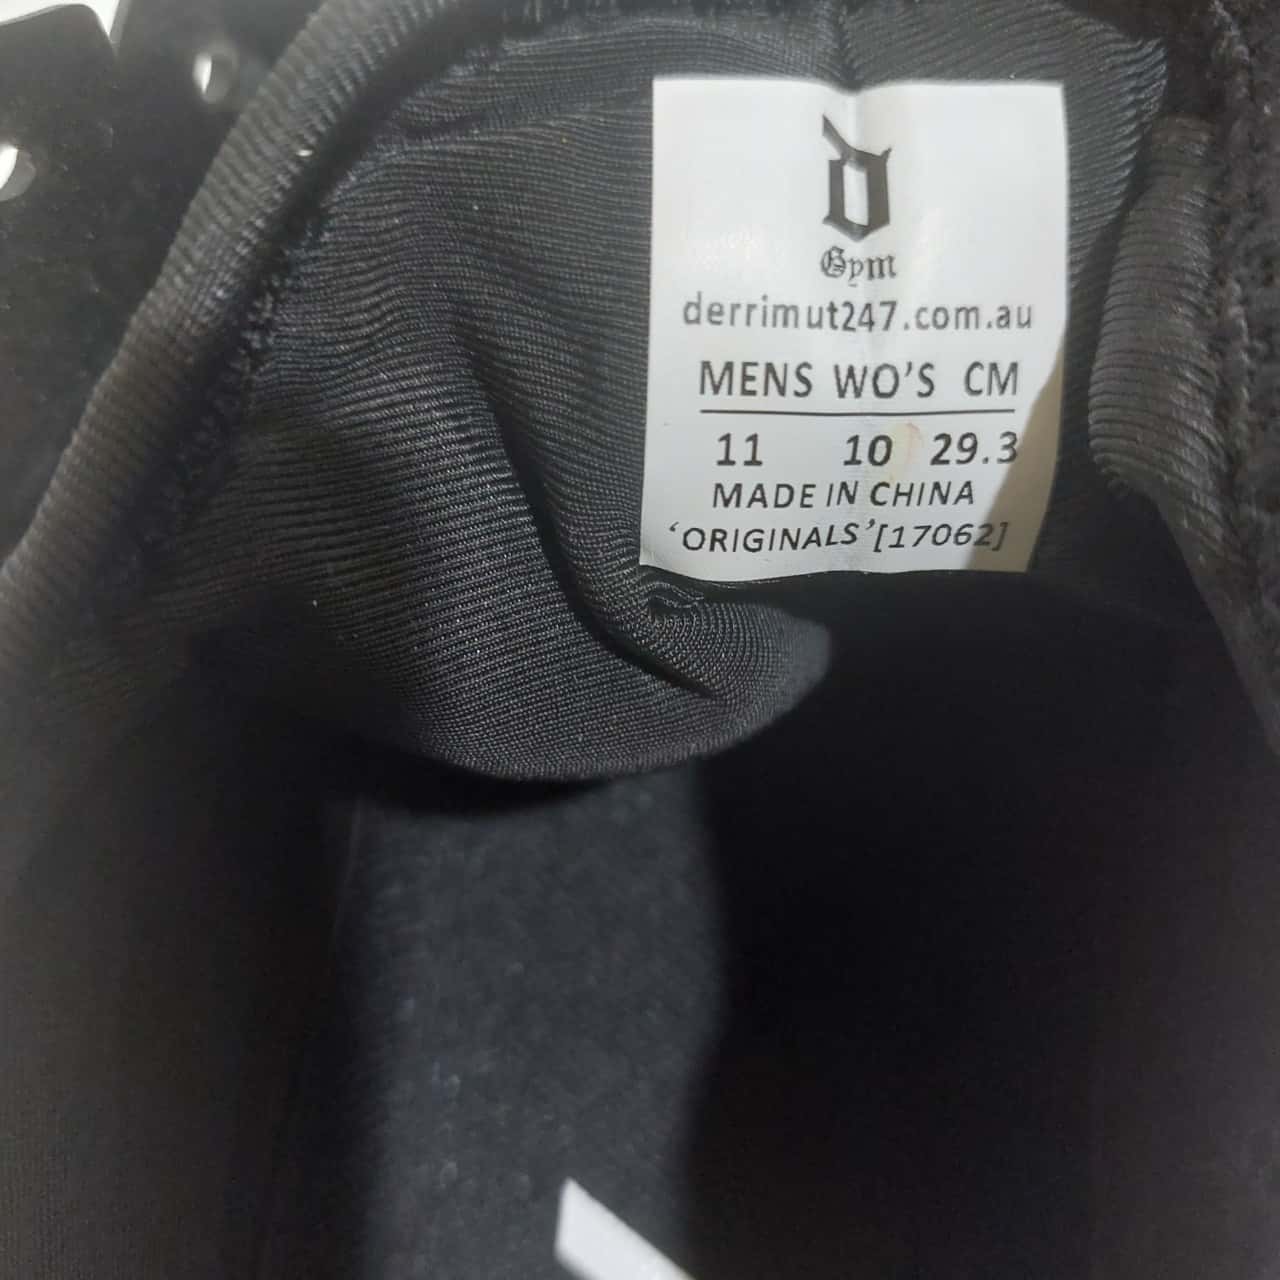 Gym
derrimut247.com.au
MENS WO'S CM
11 10 29.3
MADE IN CHINA
'ORIGINALS' [17062]